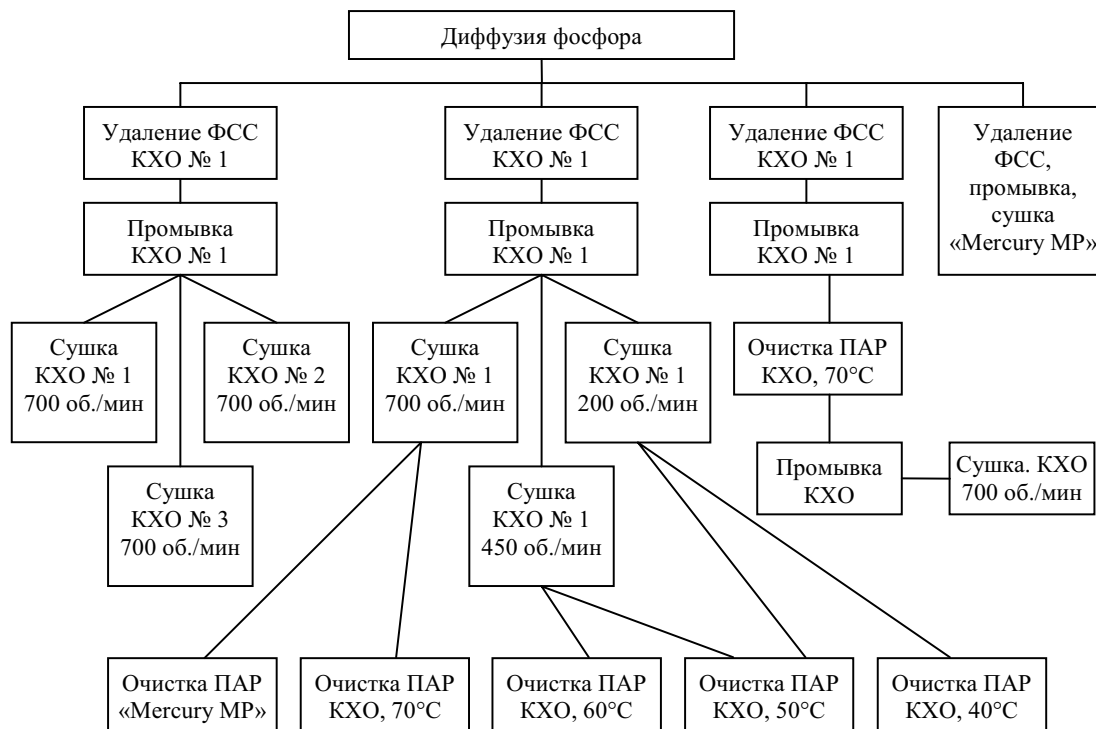 Диффузия фосфора
Удаление ФСС
КХО № 1
Удаление ФСС
КХО № 1
Удаление ФСС
КХО № 1
Удаление
ФСС,
промывка,
сушка
«Mercury MP»
Промывка
КХО № 1
Промывка
КХО № 1
Промывка
КХО № 1
Сушка
КХО № 1
700 об./мин
Сушка
КХО № 2
700 об./мин
Сушка
КХО № 1
700 об./мин
Сушка
КХО № 1
200 об./мин
Очистка ПАР
КХО, 70°С
Сушка
КХО № 3
700 об./мин
Сушка
КХО № 1
450 об./мин
Промывка
КХО
Сушка. КХО
700 об./мин
Очистка ПАР
«Mercury MP»
Очистка ПАР
КХО, 70°С
Очистка ПАР
КХО, 60°С
Очистка ПАР
КХО, 50°С
Очистка ПАР
КХО, 40°С